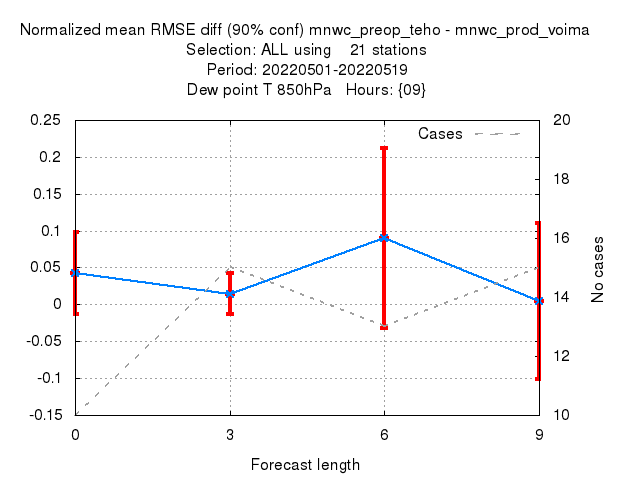 Normalized mean RMSE diff (90% conf) mnwc_preop_teho - mnwc_prod_voima
Selection: ALL using    21 stations
Period: 20220501-20220519
Dew point T 850hPa   Hours: {09}
Cases
0.25
0.2
0.15
0.1
0.05
0
-0.05
-0.1
-0.15
20
18
16
14
12
10
No cases
0 3 6 9
Forecast length